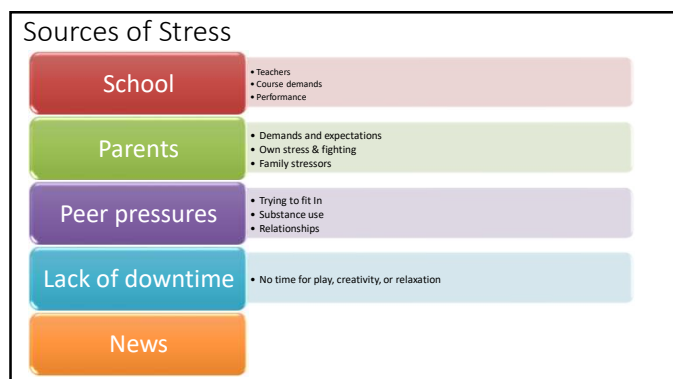 Sources of Stress
School
• Teachers
• Course demands
• Performance
Parents
• Demands and expectations
• Own stress & fighting
• Family stressors
Peer pressures
• Trying to fit In
• Substance use
• Relationships
Lack of downtime
• No time for play, creativity, or relaxation
News